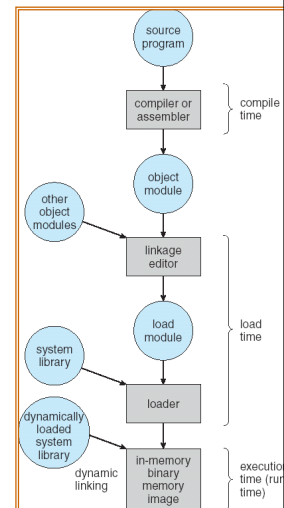 source
program
compiler or
assembler
compile
time
object
module
other
object
modules
linkage
editor
load
module
load
time
system
library
loader
dynamically
loaded
system
library
dynamic
linking
in-memory
binary
memory
image
executio
time (run
time)